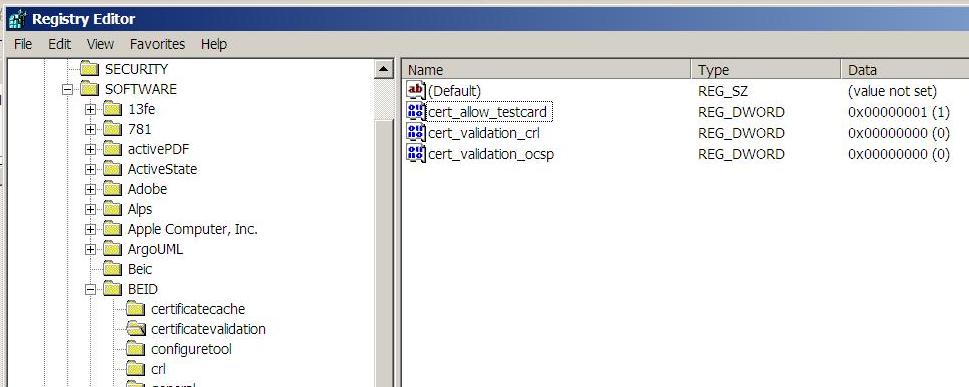 Registry Editor
File Edit View Favorites Help
SECURITY
SOFTWARE
13fe
781
activePDF
ActiveState
Adobe
Alps
Apple Computer, Inc.
ArgoUML
Beic
BEID
certificatecache
certificatevalidation
configuretool
crl
general
Name Type Data
(Default) REG_SZ (value not set)
cert_allow_testcard REG_DWORD 0x00000001 (1)
cert_validation_crl REG_DWORD 0x00000000 (0)
cert_validation_ocsp REG_DWORD 0x00000000 (0)